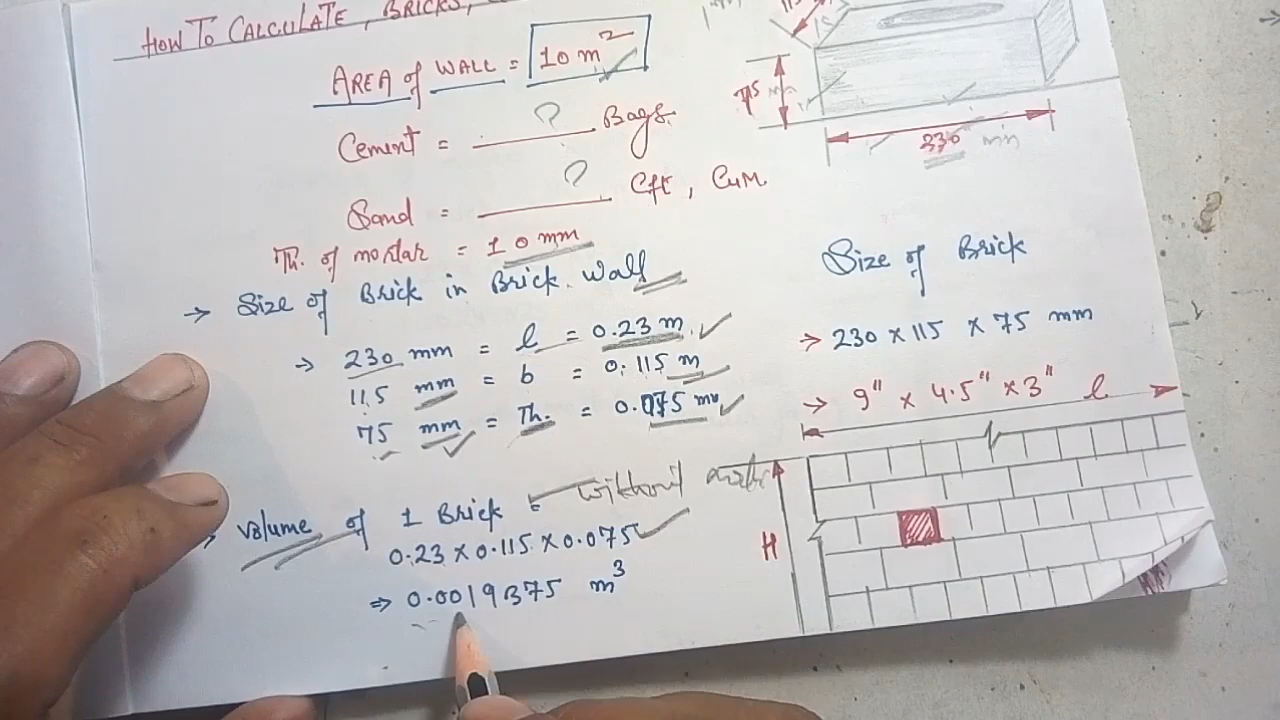 HOW TO CALCULATE, BRICKS,
AREA of WALL = 10 m²
Cement = ? Bags.
Sand = ? Cft, CuM
Th. of mortar = 10 mm
→ Size of Brick in Brick. Wall
→ 230 mm = l = 0.23 m.
115 mm = b = 0.115 m
75 mm = Th. = 0.075 m
→ Volume of 1 Brick = without
0.23 x 0.115 x 0.075
⇒ 0.0019375 m³
75
230 mm
Size of Brick
→ 230 x 115 x 75 mm
→ 9" x 4.5" x 3" l
H